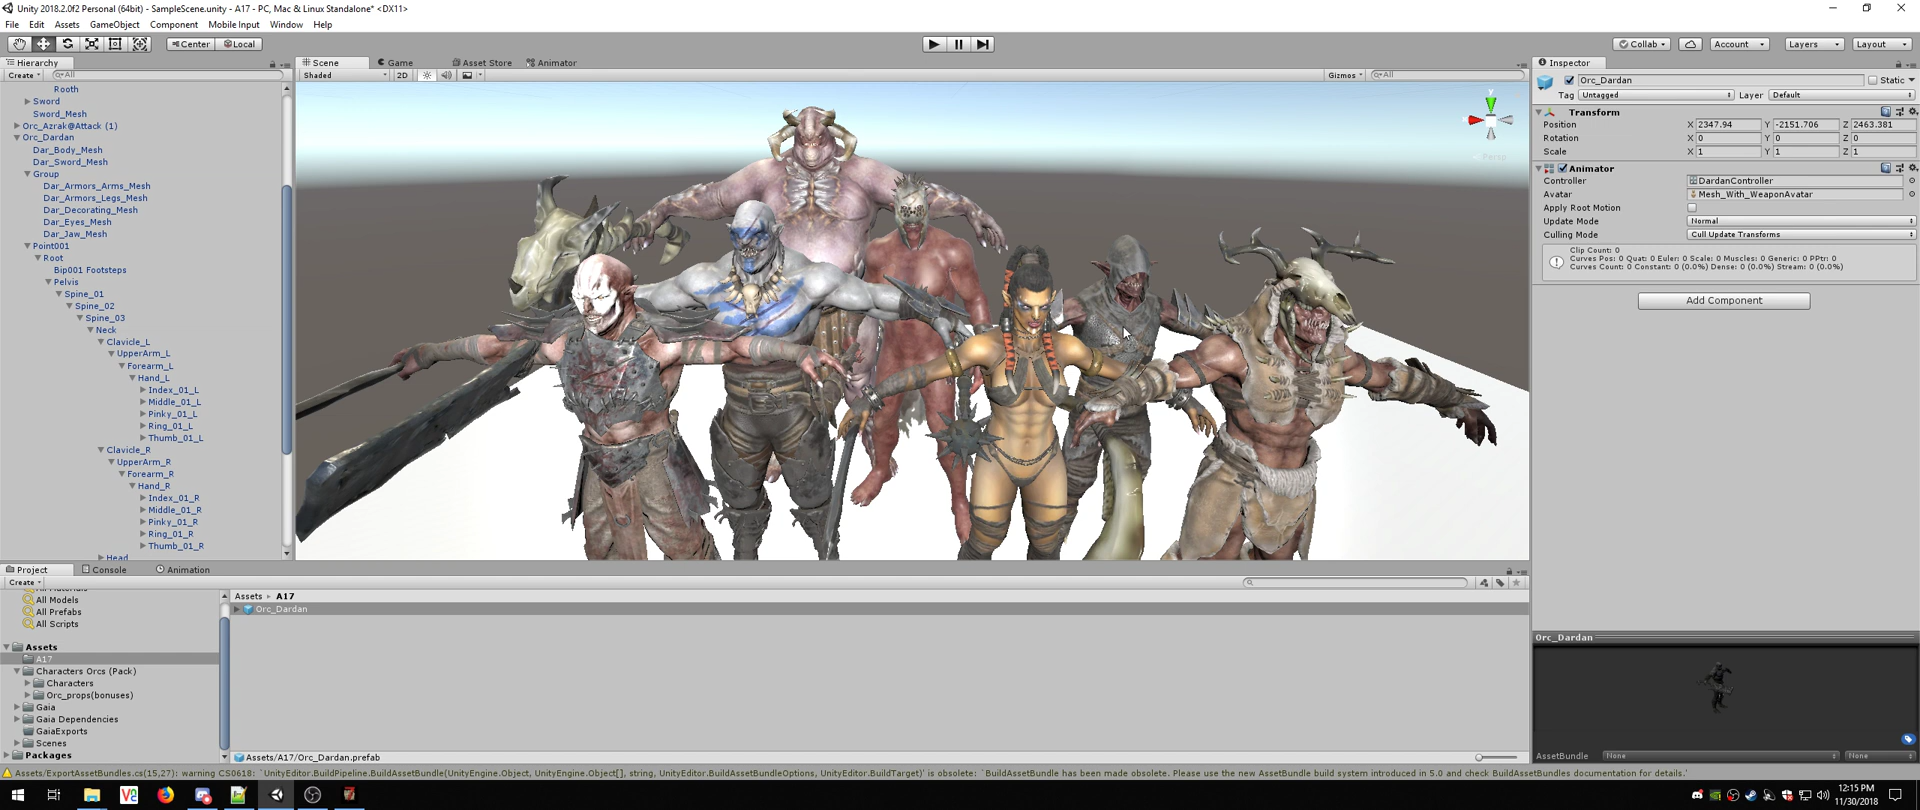 Unity 2018.2.0f2 Personal (64bit) - SampleScene.unity - A17 - PC, Mac & Linux Standalone* <DX11>
File Edit Assets GameObject Component Mobile Input Window Help
Center Local
Collab Account Layers Layout
Hierarchy
Create All
Rooth
Sword
Sword_Mesh
Orc_Azrak@Attack (1)
Orc_Dardan
Dar_Body_Mesh
Dar_Sword_Mesh
Group
Dar_Armors_Arms_Mesh
Dar_Armors_Legs_Mesh
Dar_Decorating_Mesh
Dar_Eyes_Mesh
Dar_Jaw_Mesh
Point001
Root
Bip001 Footsteps
Pelvis
Spine_01
Spine_02
Spine_03
Neck
Clavicle_L
UpperArm_L
Forearm_L
Hand_L
Index_01_L
Middle_01_L
Pinky_01_L
Ring_01_L
Thumb_01_L
Clavicle_R
UpperArm_R
Forearm_R
Hand_R
Index_01_R
Middle_01_R
Pinky_01_R
Ring_01_R
Thumb_01_R
Head
Scene Game Asset Store Animator
Shaded 2D Gizmos All
y
Persp
Inspector
Orc_Dardan Static
Tag Untagged Layer Default
Transform
Position X 2347.94 Y -2151.706 Z 2463.381
Rotation X 0 Y 0 Z 0
Scale X 1 Y 1 Z 1
Animator
Controller DardanController
Avatar Mesh_With_WeaponAvatar
Apply Root Motion
Update Mode Normal
Culling Mode Cull Update Transforms
Clip Count: 0
Curves Pos: 0 Quat: 0 Euler: 0 Scale: 0 Muscles: 0 Generic: 0 PPtr: 0
Curves Count: 0 Constant: 0 (0.0%) Dense: 0 (0.0%) Stream: 0 (0.0%)
Add Component
Project Console Animation
Create
All Materials
All Models
All Prefabs
All Scripts
Assets
A17
Characters Orcs (Pack)
Characters
Orc_props(bonuses)
Gaia
Gaia Dependencies
GaiaExports
Scenes
Packages
Assets ▸ A17
Orc_Dardan
Assets/A17/Orc_Dardan.prefab
Orc_Dardan
AssetBundle None None
Assets/ExportAssetBundles.cs(15,27): warning CS0618: `UnityEditor.BuildPipeline.BuildAssetBundle(UnityEngine.Object, UnityEngine.Object[], string, UnityEditor.BuildAssetBundleOptions, UnityEditor.BuildTarget)' is obsolete: `BuildAssetBundle has been made obsolete. Please use the new AssetBundle build system introduced in 5.0 and check BuildAssetBundles documentation for details.'
12:15 PM
11/30/2018